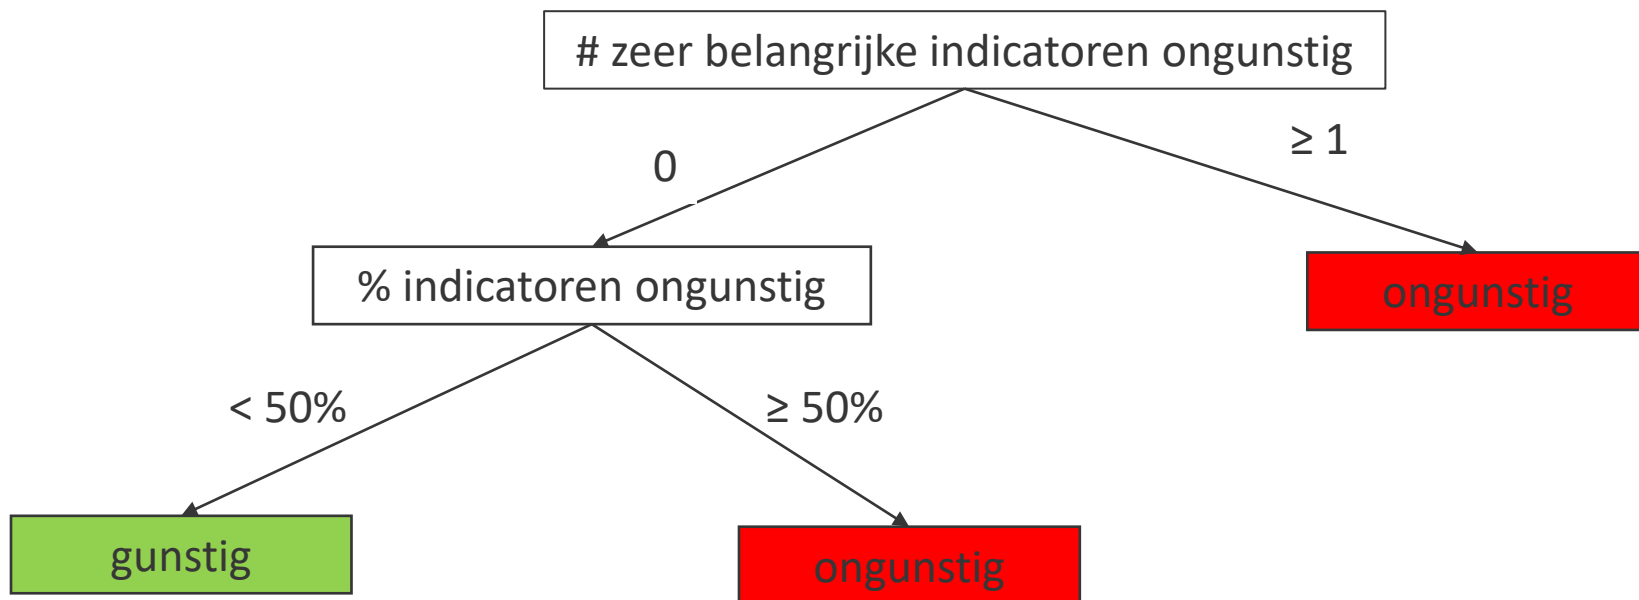 # zeer belangrijke indicatoren ongunstig
0
≥ 1
% indicatoren ongunstig
ongunstig
< 50%
≥ 50%
gunstig
ongunstig